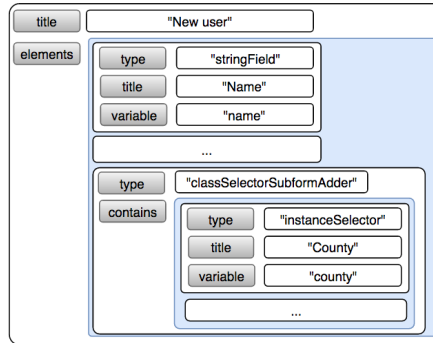 title "New user"
elements
type "stringField"
title "Name"
variable "name"
...
type "classSelectorSubformAdder"
contains
type "instanceSelector"
title "County"
variable "county"
...